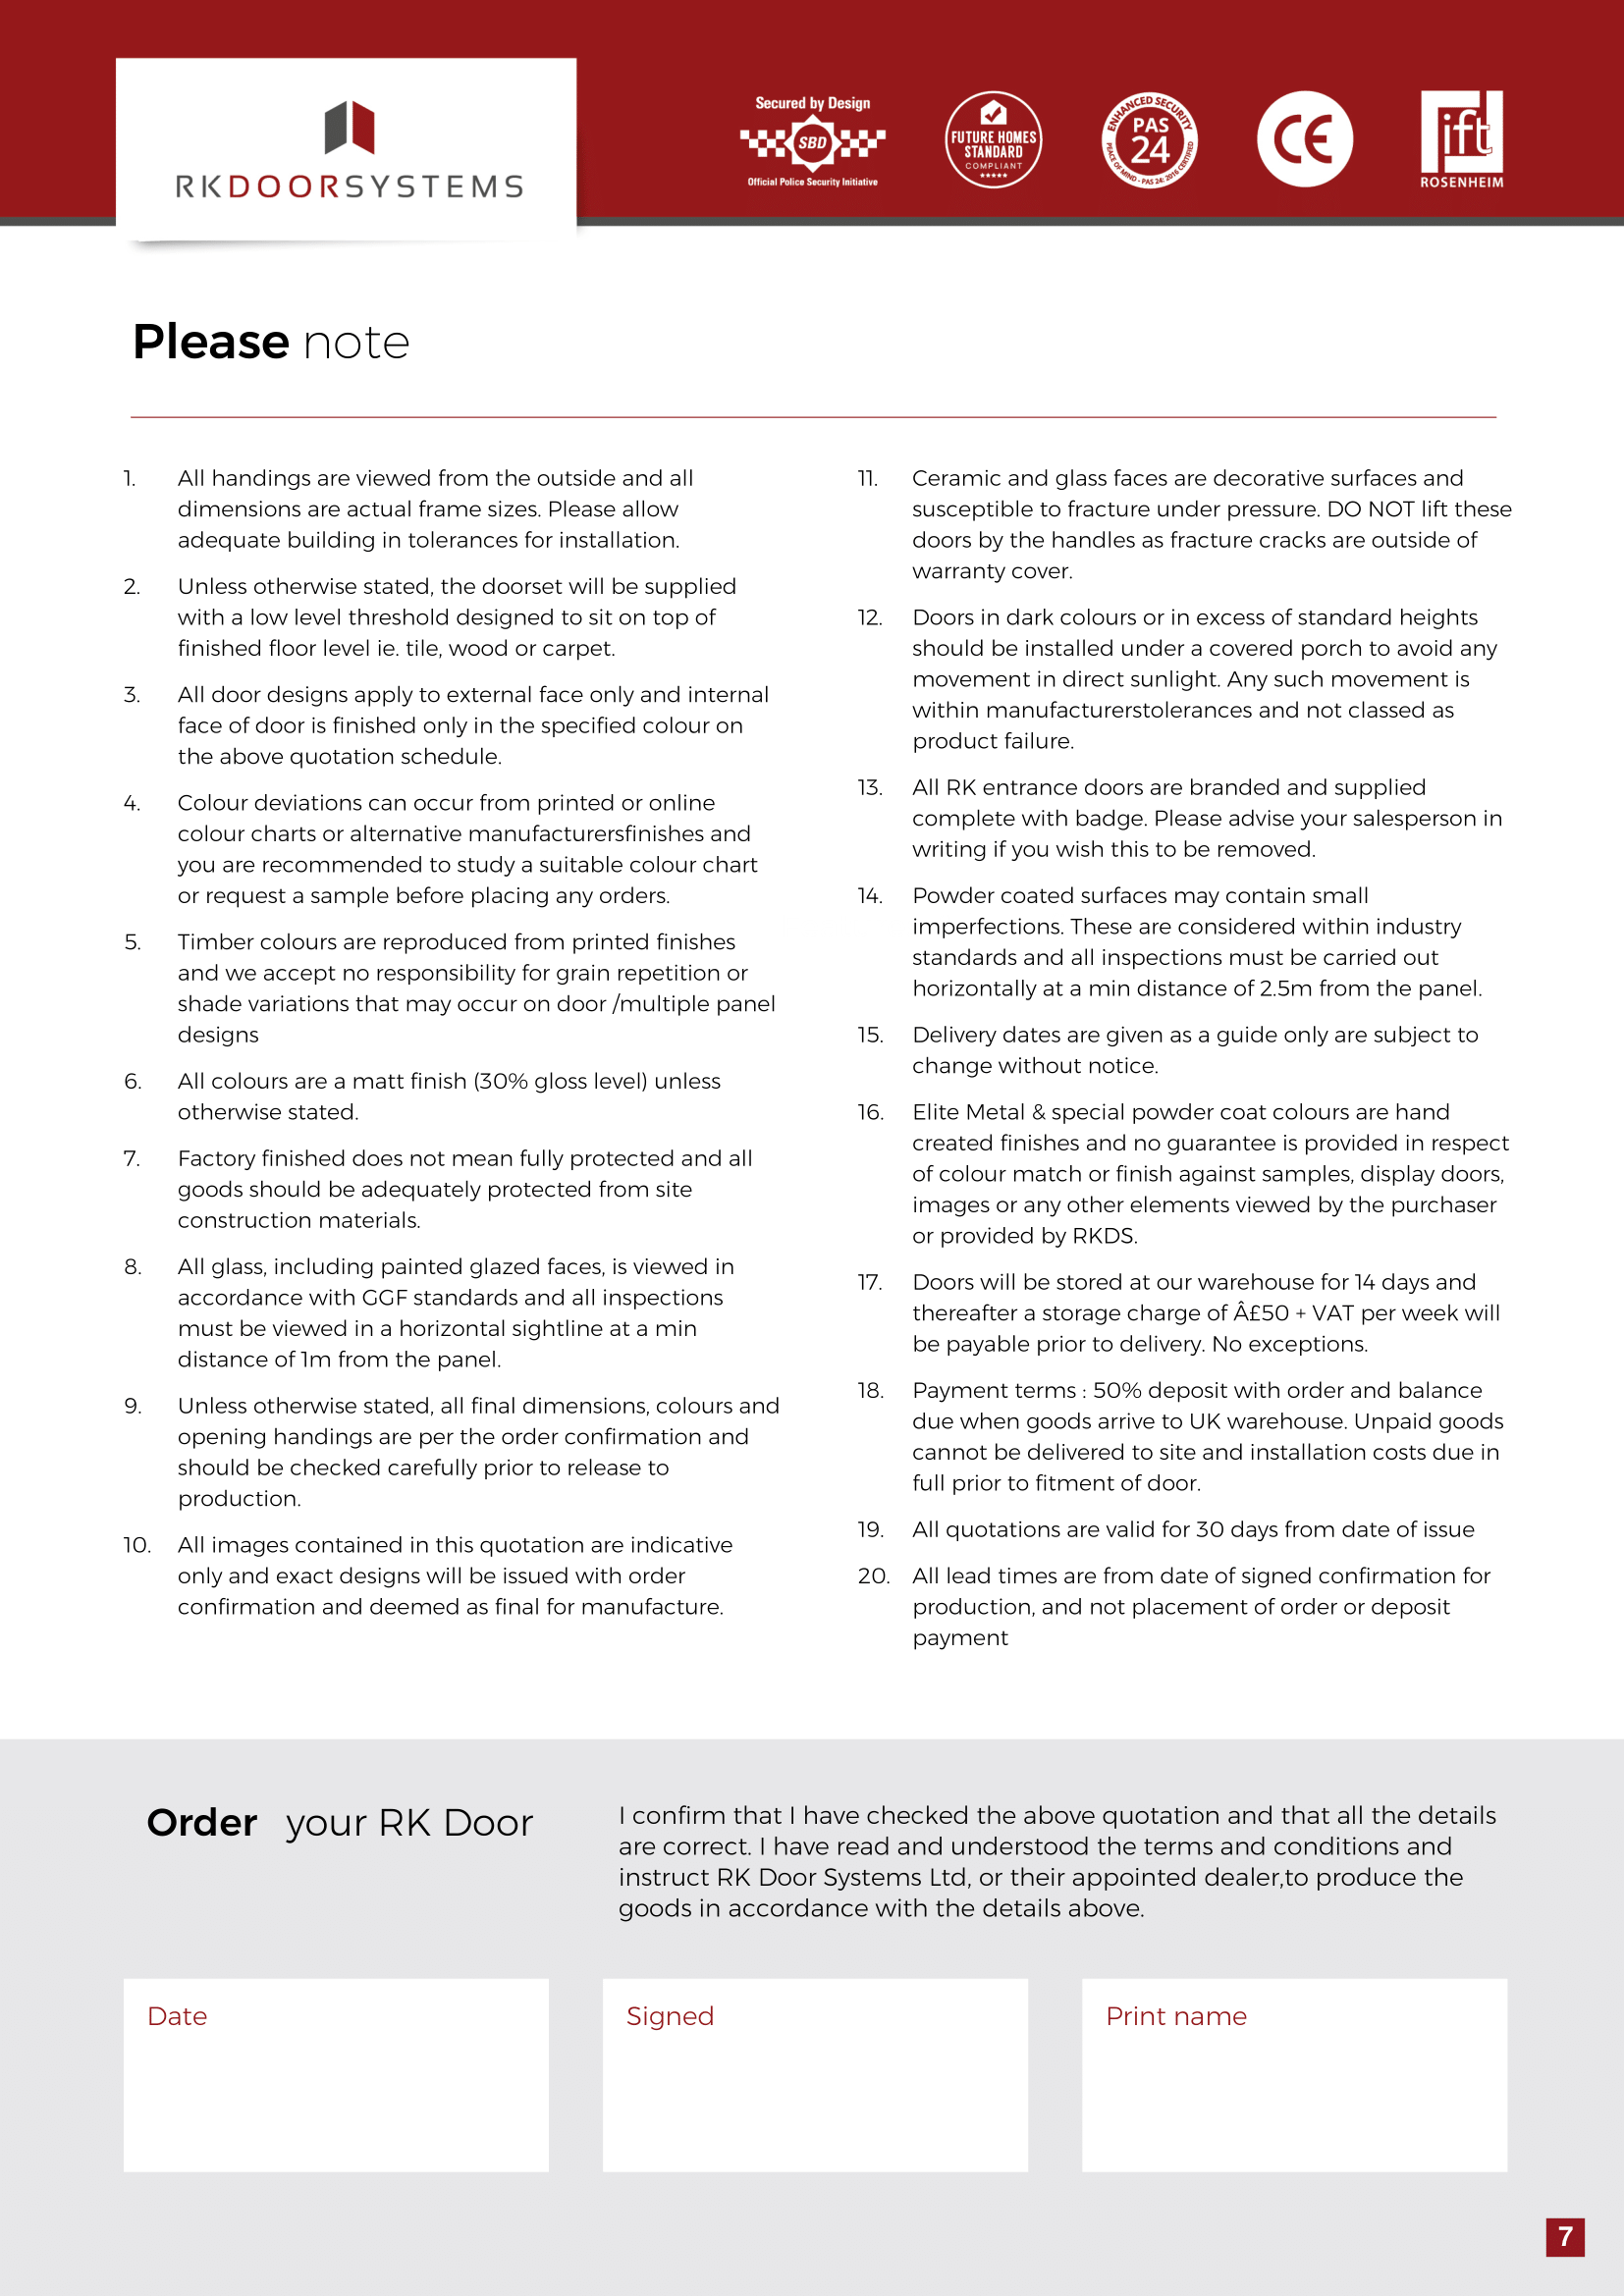 RKDOORSYSTEMS
Secured by Design
SBD
Official Police Security Initiative
FUTURE HOMES
STANDARD
COMPLIANT
ENHANCED SECURITY
PAS
24
PEACE OF MIND - PAS 24: 2016 CERTIFIED
CE
ift
ROSENHEIM
Please note
1. All handings are viewed from the outside and all
dimensions are actual frame sizes. Please allow
adequate building in tolerances for installation.
2. Unless otherwise stated, the doorset will be supplied
with a low level threshold designed to sit on top of
finished floor level ie. tile, wood or carpet.
3. All door designs apply to external face only and internal
face of door is finished only in the specified colour on
the above quotation schedule.
4. Colour deviations can occur from printed or online
colour charts or alternative manufacturersfinishes and
you are recommended to study a suitable colour chart
or request a sample before placing any orders.
5. Timber colours are reproduced from printed finishes
and we accept no responsibility for grain repetition or
shade variations that may occur on door /multiple panel
designs
6. All colours are a matt finish (30% gloss level) unless
otherwise stated.
7. Factory finished does not mean fully protected and all
goods should be adequately protected from site
construction materials.
8. All glass, including painted glazed faces, is viewed in
accordance with GGF standards and all inspections
must be viewed in a horizontal sightline at a min
distance of 1m from the panel.
9. Unless otherwise stated, all final dimensions, colours and
opening handings are per the order confirmation and
should be checked carefully prior to release to
production.
10. All images contained in this quotation are indicative
only and exact designs will be issued with order
confirmation and deemed as final for manufacture.
11. Ceramic and glass faces are decorative surfaces and
susceptible to fracture under pressure. DO NOT lift these
doors by the handles as fracture cracks are outside of
warranty cover.
12. Doors in dark colours or in excess of standard heights
should be installed under a covered porch to avoid any
movement in direct sunlight. Any such movement is
within manufacturerstolerances and not classed as
product failure.
13. All RK entrance doors are branded and supplied
complete with badge. Please advise your salesperson in
writing if you wish this to be removed.
14. Powder coated surfaces may contain small
imperfections. These are considered within industry
standards and all inspections must be carried out
horizontally at a min distance of 2.5m from the panel.
15. Delivery dates are given as a guide only are subject to
change without notice.
16. Elite Metal & special powder coat colours are hand
created finishes and no guarantee is provided in respect
of colour match or finish against samples, display doors,
images or any other elements viewed by the purchaser
or provided by RKDS.
17. Doors will be stored at our warehouse for 14 days and
thereafter a storage charge of Â£50 + VAT per week will
be payable prior to delivery. No exceptions.
18. Payment terms : 50% deposit with order and balance
due when goods arrive to UK warehouse. Unpaid goods
cannot be delivered to site and installation costs due in
full prior to fitment of door.
19. All quotations are valid for 30 days from date of issue
20. All lead times are from date of signed confirmation for
production, and not placement of order or deposit
payment
Order your RK Door
I confirm that I have checked the above quotation and that all the details
are correct. I have read and understood the terms and conditions and
instruct RK Door Systems Ltd, or their appointed dealer,to produce the
goods in accordance with the details above.
Date
Signed
Print name
7